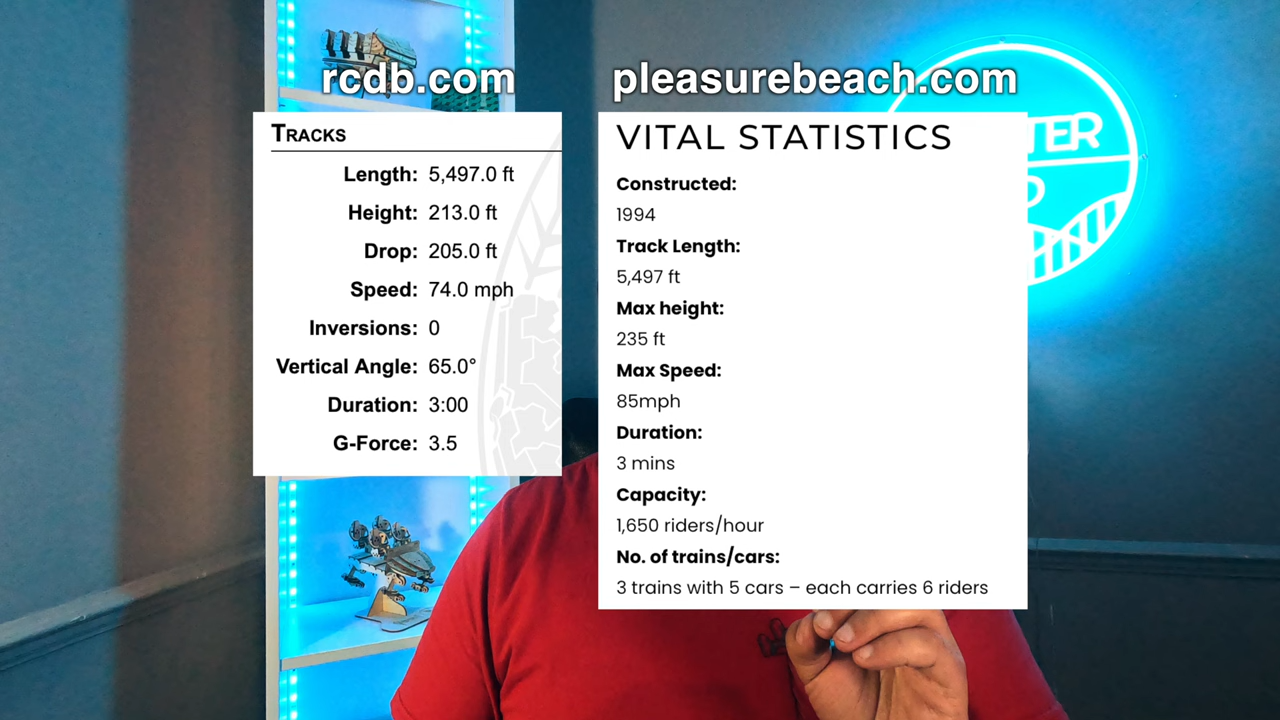 rcdb.com
TRACKS
Length: 5,497.0 ft
Height: 213.0 ft
Drop: 205.0 ft
Speed: 74.0 mph
Inversions: 0
Vertical Angle: 65.0°
Duration: 3:00
G-Force: 3.5
pleasurebeach.com
VITAL STATISTICS
Constructed:
1994
Track Length:
5,497 ft
Max height:
235 ft
Max Speed:
85mph
Duration:
3 mins
Capacity:
1,650 riders/hour
No. of trains/cars:
3 trains with 5 cars – each carries 6 riders